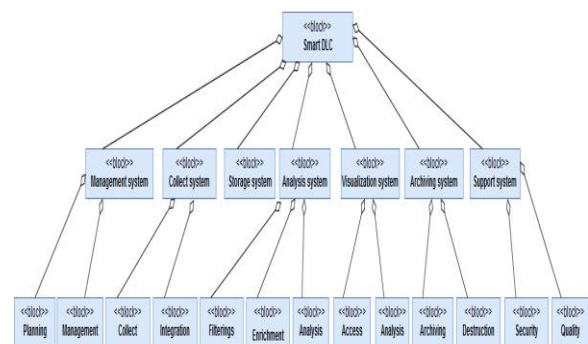 <<block>>
Smart DLC
<<block>> <<block>> <<block>> <<block>> <<block>> <<block>> <<block>>
Management system Collect system Storage system Analysis system Visualization system Archiving system Support system
<<block>> <<block>> <<block>> <<block>> <<block>> <<block>> <<block>> <<block>> <<block>> <<block>> <<block>> <<block>> <<block>>
Planning Management Collect Integration Filterings Enrichment Analysis Access Analysis Archiving Destruction Security Quality